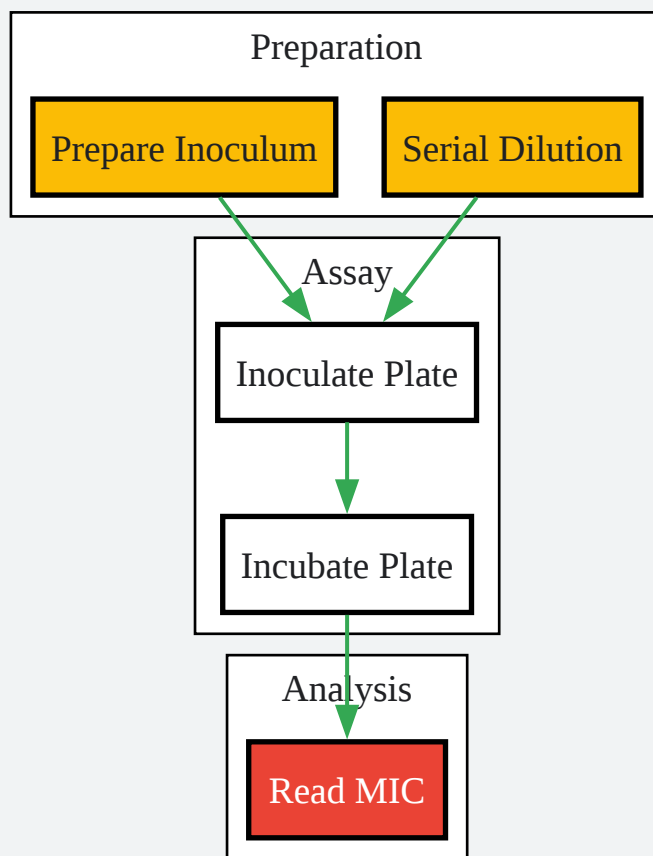 Preparation
Prepare Inoculum
Serial Dilution
Assay
Inoculate Plate
Incubate Plate
Analysis
Read MIC